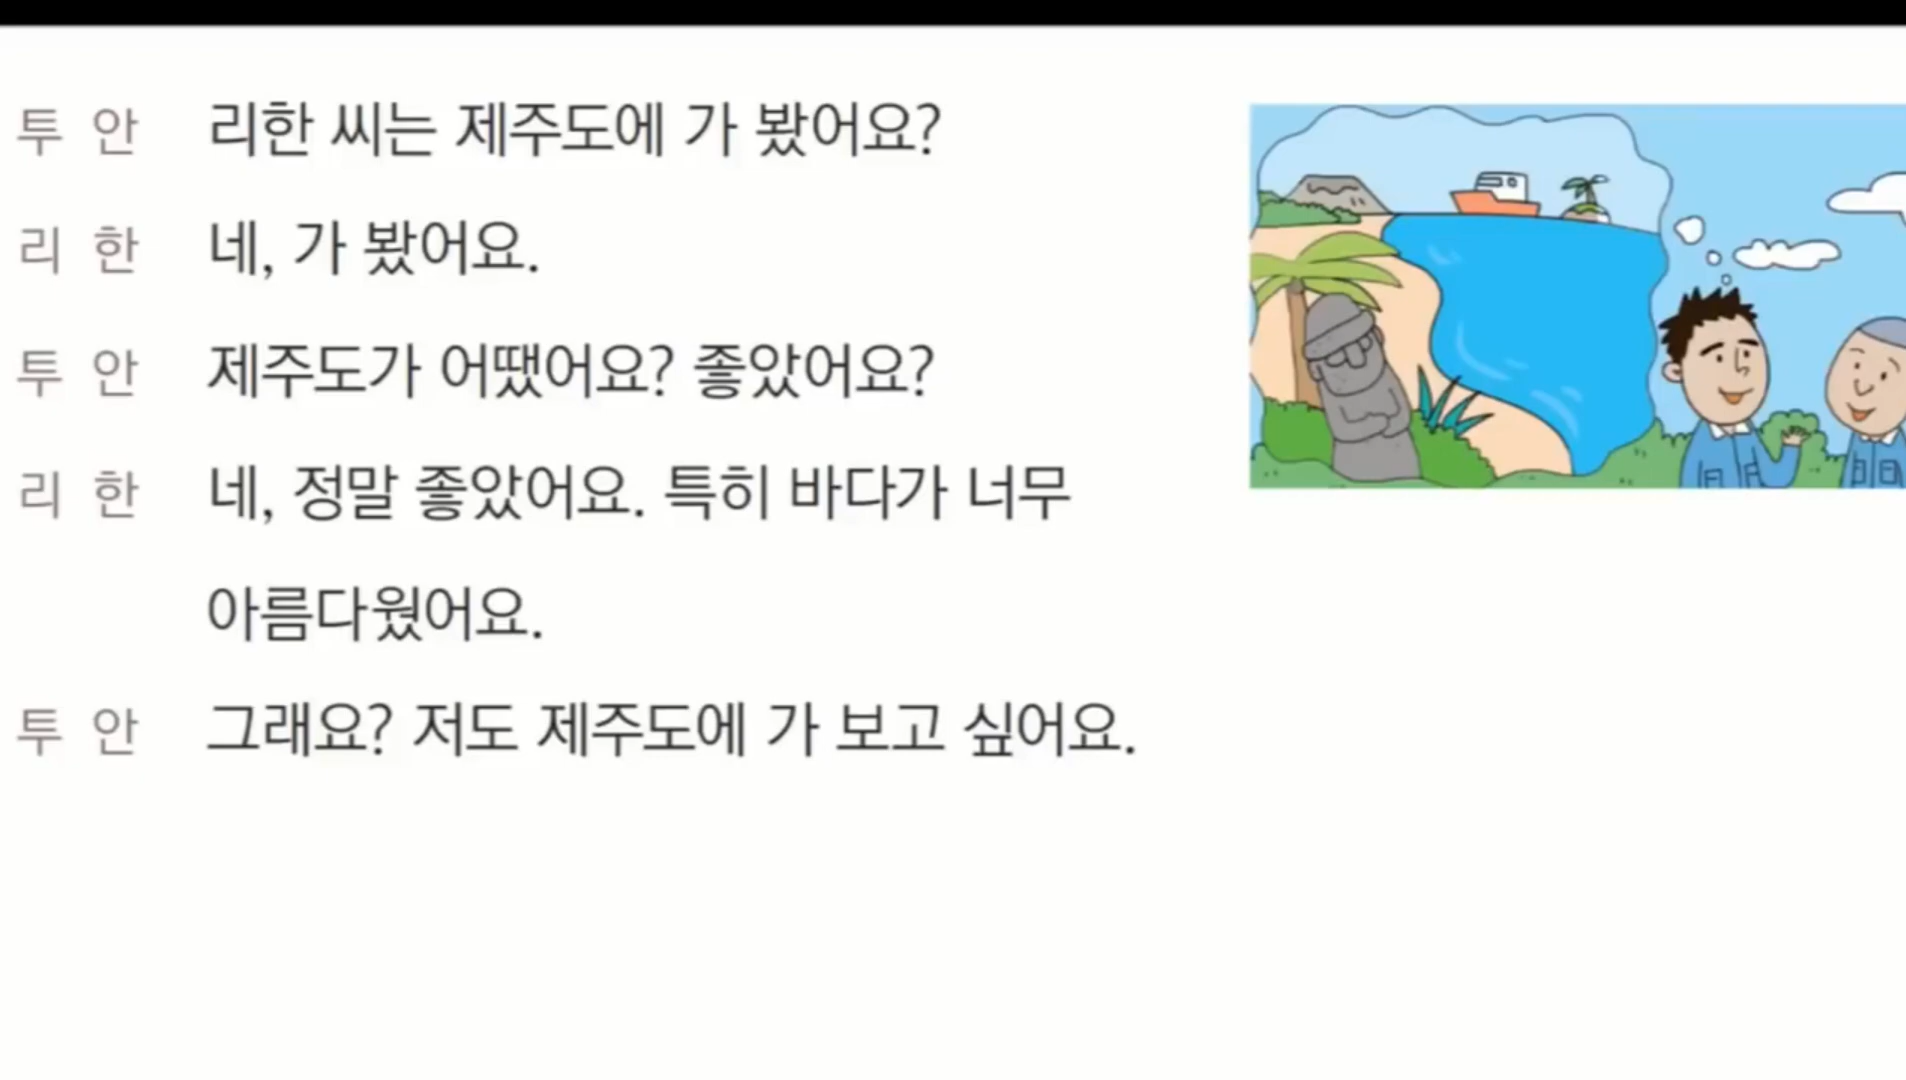 투 안 리한 씨는 제주도에 가 봤어요?
리 한 네, 가 봤어요.
투 안 제주도가 어땠어요? 좋았어요?
리 한 네, 정말 좋았어요. 특히 바다가 너무
아름다웠어요.
투 안 그래요? 저도 제주도에 가 보고 싶어요.